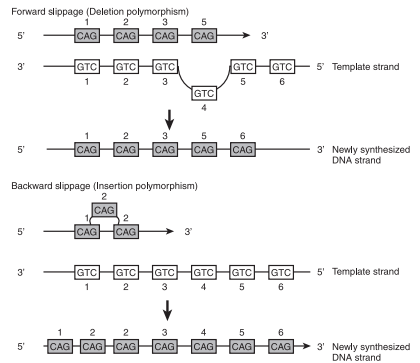 Forward slippage (Deletion polymorphism)
1 2 3 5
5' CAG CAG CAG CAG 3'
3' GTC GTC GTC GTC GTC 5' Template strand
1 2 3 5 6
GTC
4
1 2 3 5 6
5' CAG CAG CAG CAG CAG 3' Newly synthesized
DNA strand
Backward slippage (Insertion polymorphism)
2
CAG
1 2
5' CAG CAG 3'
3' GTC GTC GTC GTC GTC GTC 5' Template strand
1 2 3 4 5 6
1 2 2 3 4 5 6
5' CAG CAG CAG CAG CAG CAG CAG 3' Newly synthesized
DNA strand